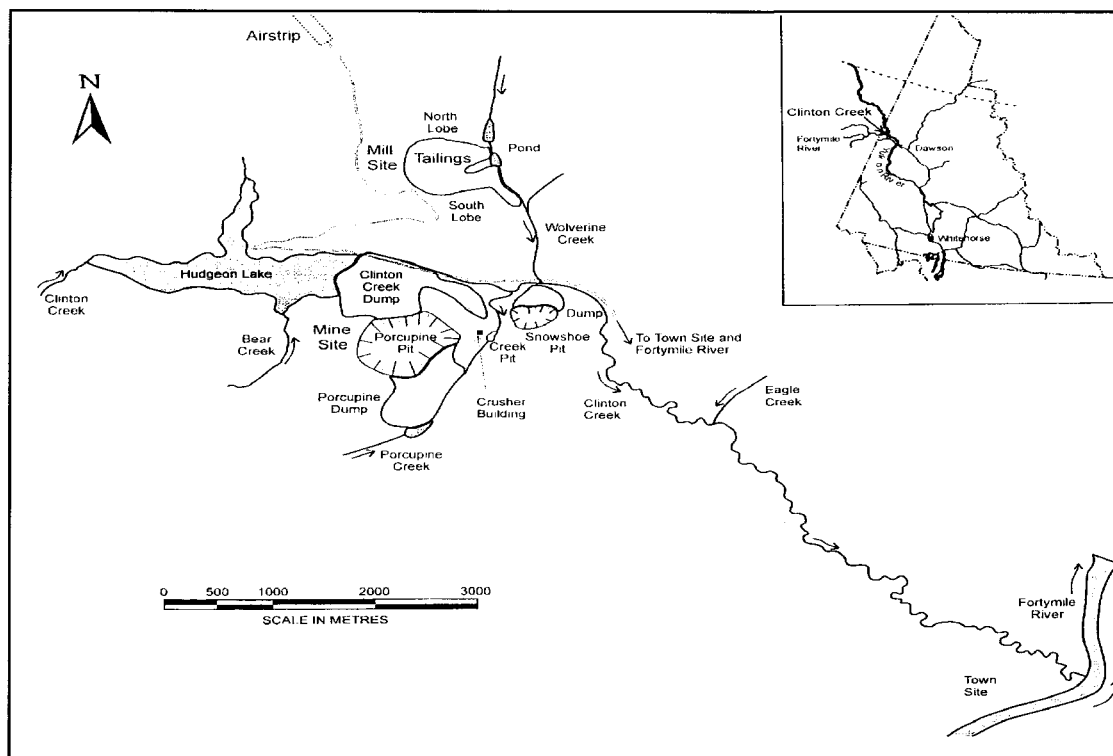 Airstrip
N
North
Lobe
Mill
Site
Tailings
Pond
South
Lobe
Wolverine
Creek
Hudgeon Lake
Clinton
Creek
Clinton
Creek
Dump
Bear
Creek
Mine
Site
Porcupine
Pit
Creek
Pit
Dump
Snowshoe
Pit
To Town Site and
Fortymile River
Porcupine
Dump
Crusher
Building
Clinton
Creek
Eagle
Creek
Porcupine
Creek
0 500 1000 2000 3000
SCALE IN METRES
Fortymile
River
Town
Site
Clinton Creek
Fortymile
River
Dawson
Whitehorse